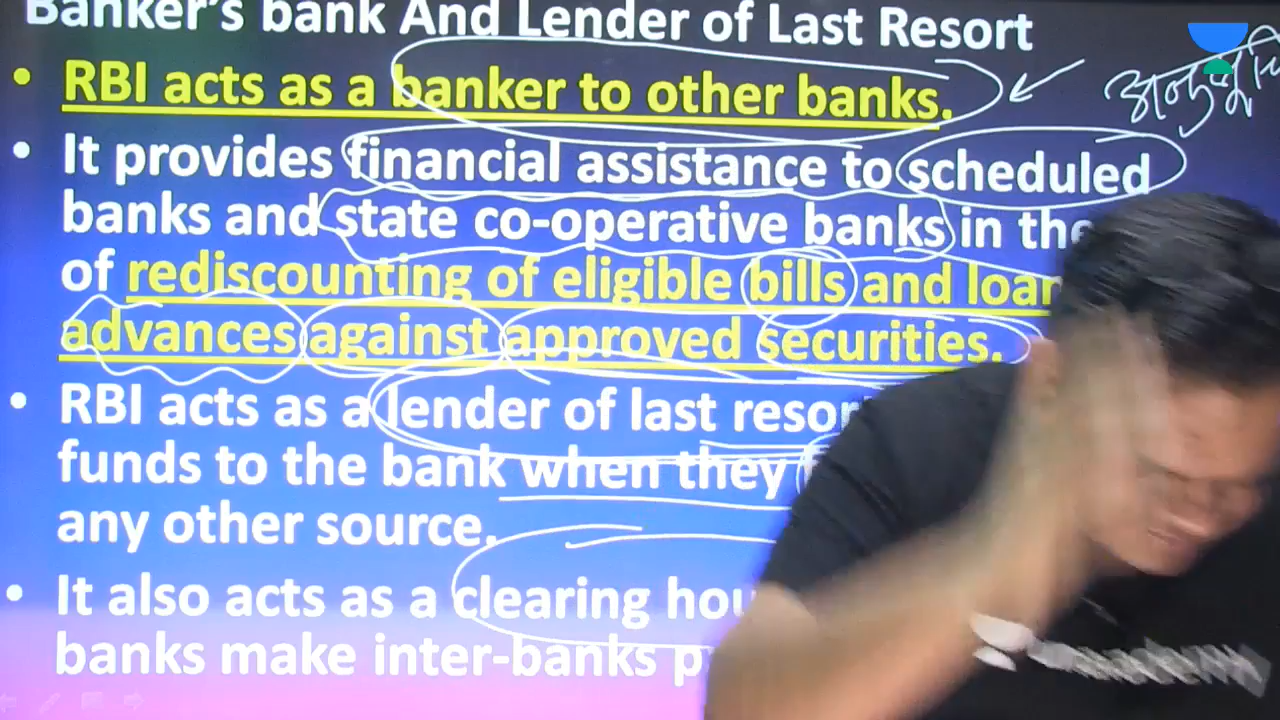 Banker's bank And Lender of Last Resort
• RBI acts as a banker to other banks.
• It provides financial assistance to scheduled
banks and state co-operative banks in the
of rediscounting of eligible bills and loan
advances against approved securities.
• RBI acts as a lender of last resort
funds to the bank when they
any other source.
• It also acts as a clearing hou
banks make inter-banks p